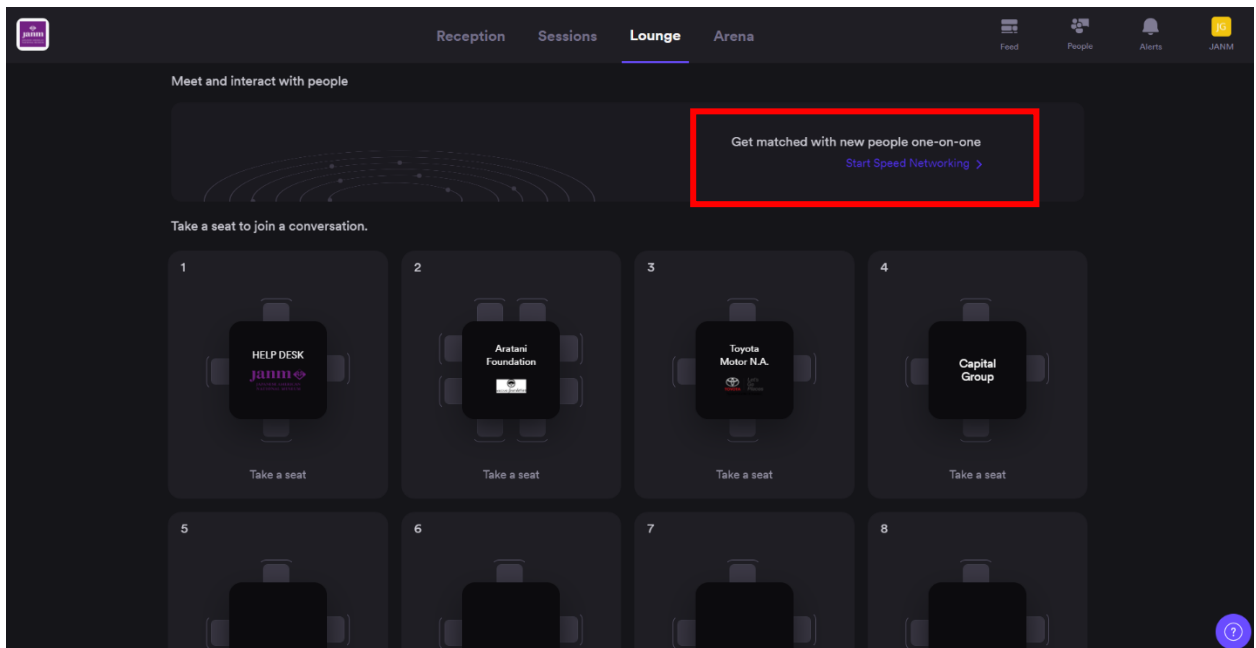 janm
Reception Sessions Lounge Arena
Feed People Alerts JG JANM
Meet and interact with people
Get matched with new people one-on-one
Start Speed Networking >
Take a seat to join a conversation.
1 2 3 4
HELP DESK
janm
Aratani
Foundation
Toyota
Motor N.A.
TOYOTA
Capital
Group
Take a seat Take a seat Take a seat Take a seat
5 6 7 8
?